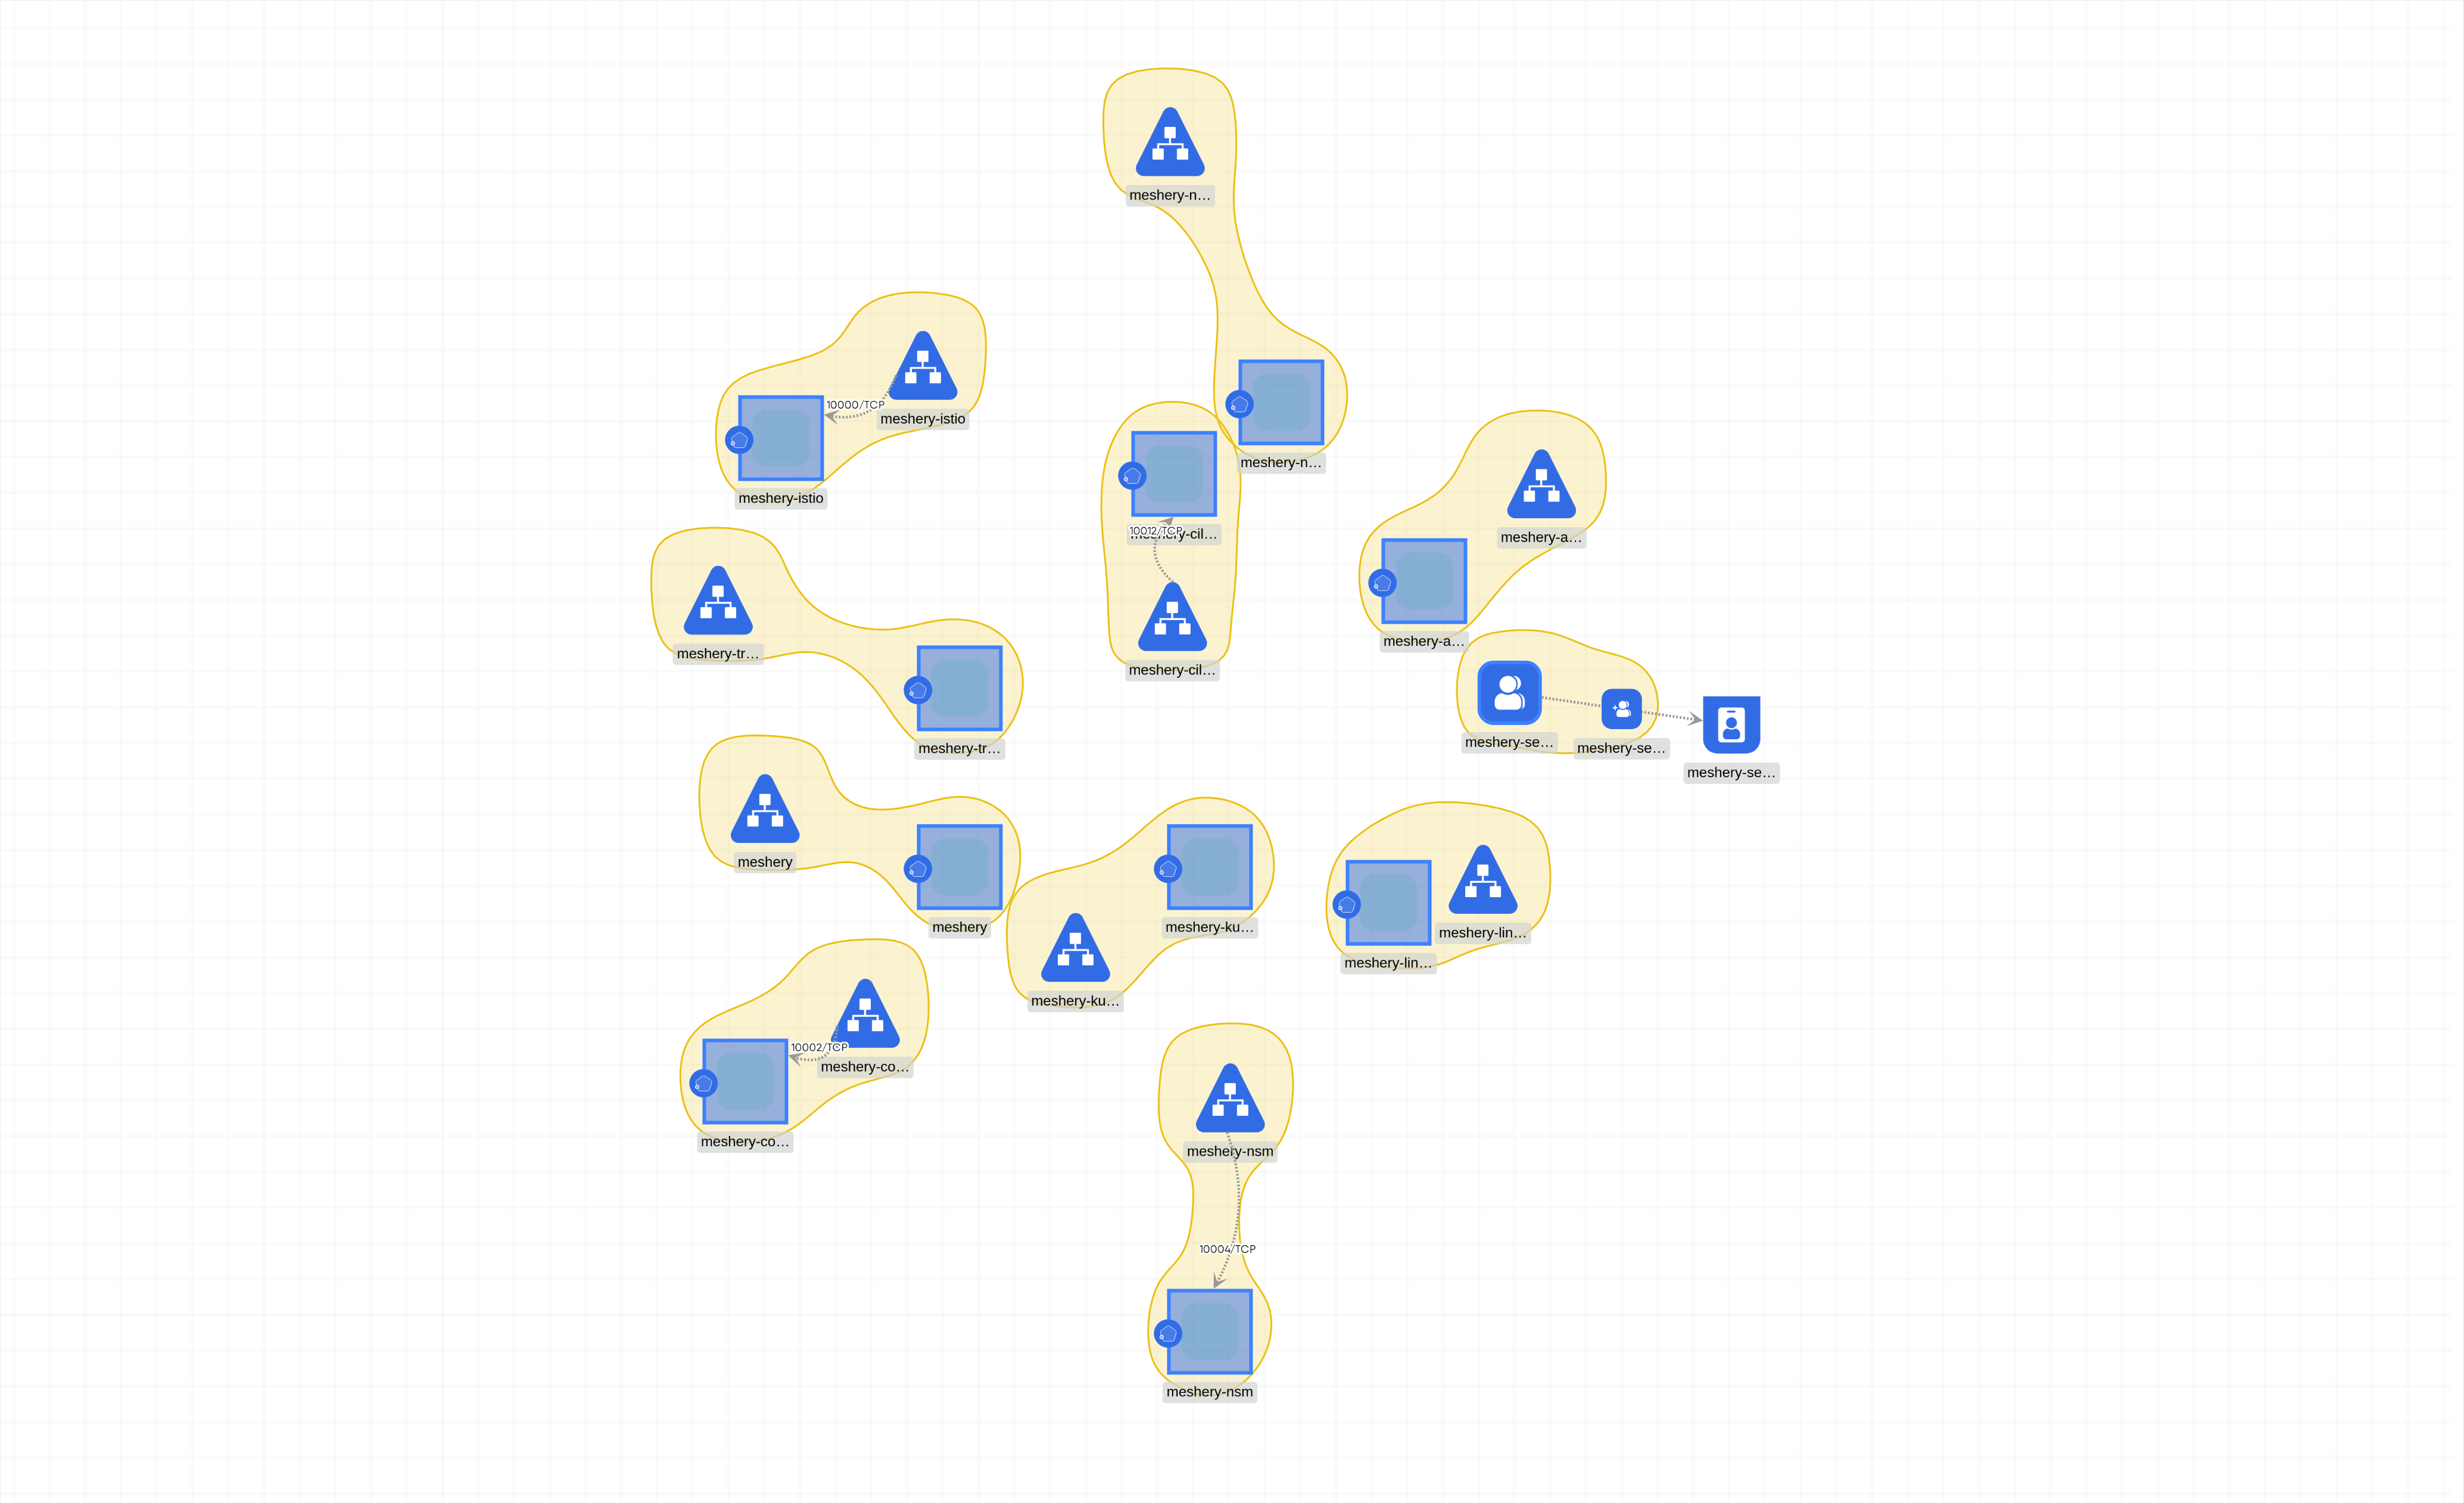 meshery-n…
meshery-n…
10000/TCP
meshery-istio
meshery-istio
10012/TCP
meshery-cil…
meshery-cil…
meshery-a…
meshery-a…
meshery-tr…
meshery-tr…
meshery-se…
meshery-se…
meshery-se…
meshery
meshery
meshery-ku…
meshery-ku…
meshery-lin…
meshery-lin…
10002/TCP
meshery-co…
meshery-co…
meshery-nsm
10004/TCP
meshery-nsm